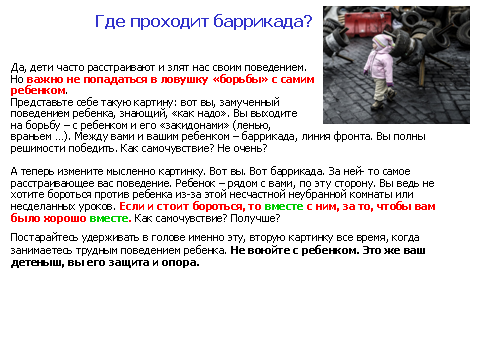 Где проходит баррикада?
Да, дети часто расстраивают и злят нас своим поведением.
Но важно не попадаться в ловушку «борьбы» с самим
ребенком.
Представьте себе такую картину: вот вы, замученный
поведением ребенка, знающий, «как надо». Вы выходите
на борьбу – с ребенком и его «закидонами» (ленью,
враньем …). Между вами и вашим ребенком – баррикада, линия фронта. Вы полны
решимости победить. Как самочувствие? Не очень?
А теперь измените мысленно картинку. Вот вы. Вот баррикада. За ней- то самое
расстраивающее вас поведение. Ребенок – рядом с вами, по эту сторону. Вы ведь не
хотите бороться против ребенка из-за этой несчастной неубранной комнаты или
несделанных уроков. Если и стоит бороться, то вместе с ним, за то, чтобы вам
было хорошо вместе. Как самочувствие? Получше?
Постарайтесь удерживать в голове именно эту, вторую картинку все время, когда
занимаетесь трудным поведением ребенка. Не воюйте с ребенком. Это же ваш
детеныш, вы его защита и опора.